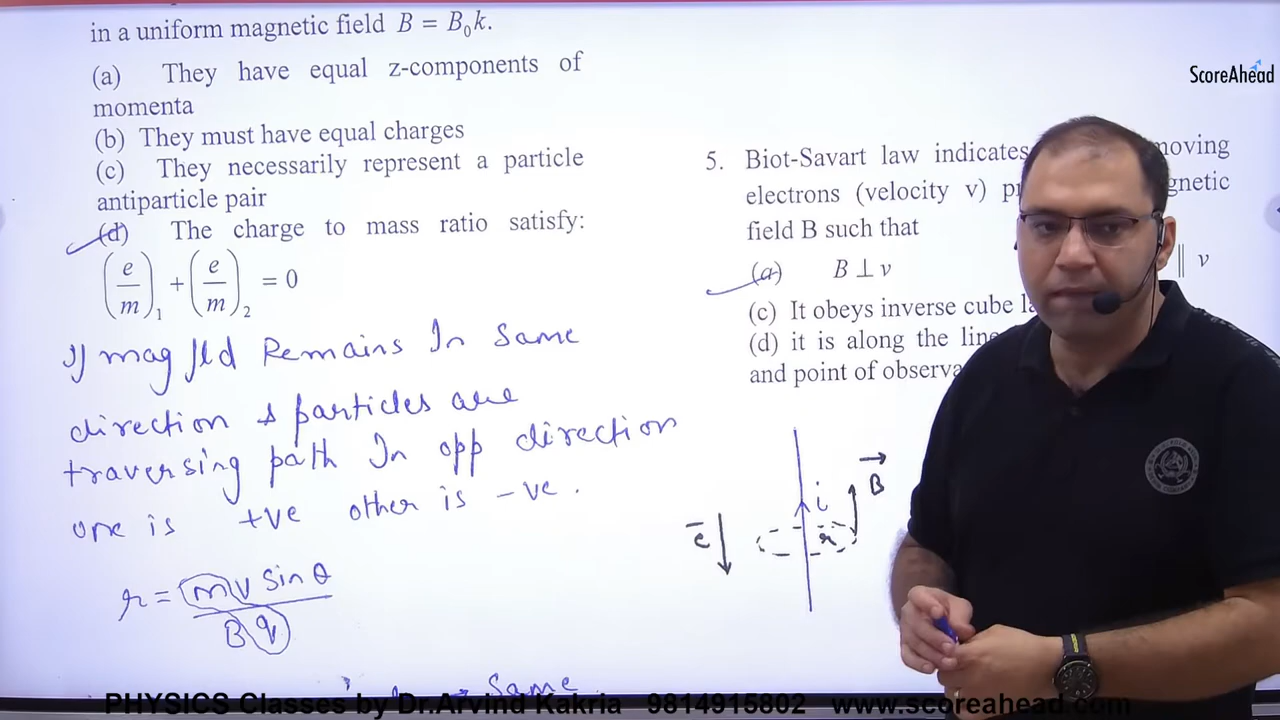 in a uniform magnetic field B = B₀k.
(a) They have equal z-components of
momenta
(b) They must have equal charges
(c) They necessarily represent a particle
antiparticle pair
(d) The charge to mass ratio satisfy:
(e/m)₁ + (e/m)₂ = 0
If mag fld Remains In same
direction & particles are
traversing path In opp direction
one is +ve other is -ve.
r = mv sin θ / Bq
Same
ScoreAhead
5. Biot-Savart law indicates moving
electrons (velocity v) gnetic
field B such that
(a) B ⊥ v
∥ v
(c) It obeys inverse cube
(d) it is along the line
and point of
e̅
i
r
B⃗
PHYSICS Classes by Dr.Arvind Kakria 9814915802 www.scoreahead.com